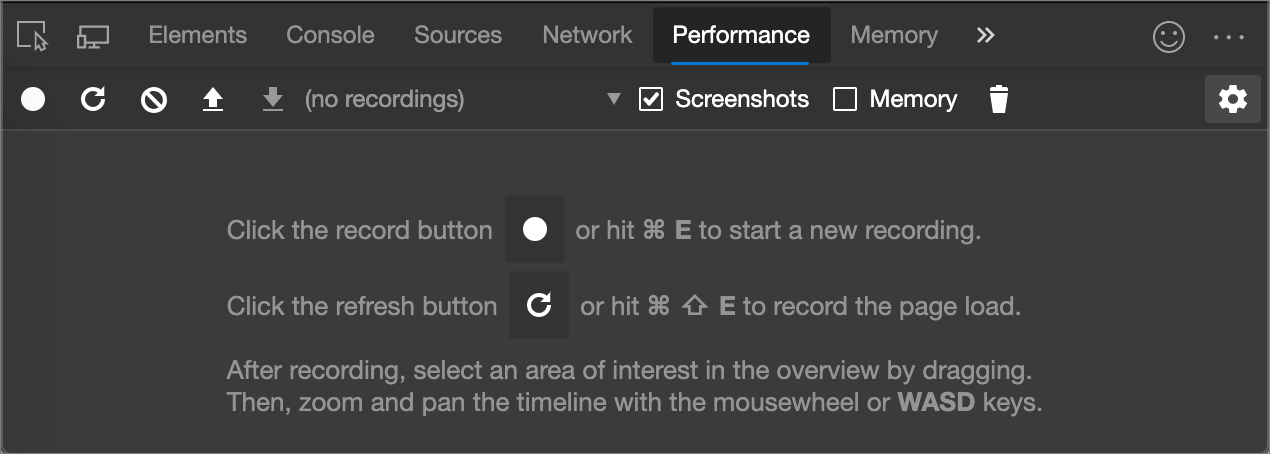 Elements Console Sources Network Performance Memory
(no recordings) Screenshots Memory
Click the record button or hit ⌘ E to start a new recording.
Click the refresh button or hit ⌘ ⇧ E to record the page load.
After recording, select an area of interest in the overview by dragging.
Then, zoom and pan the timeline with the mousewheel or WASD keys.